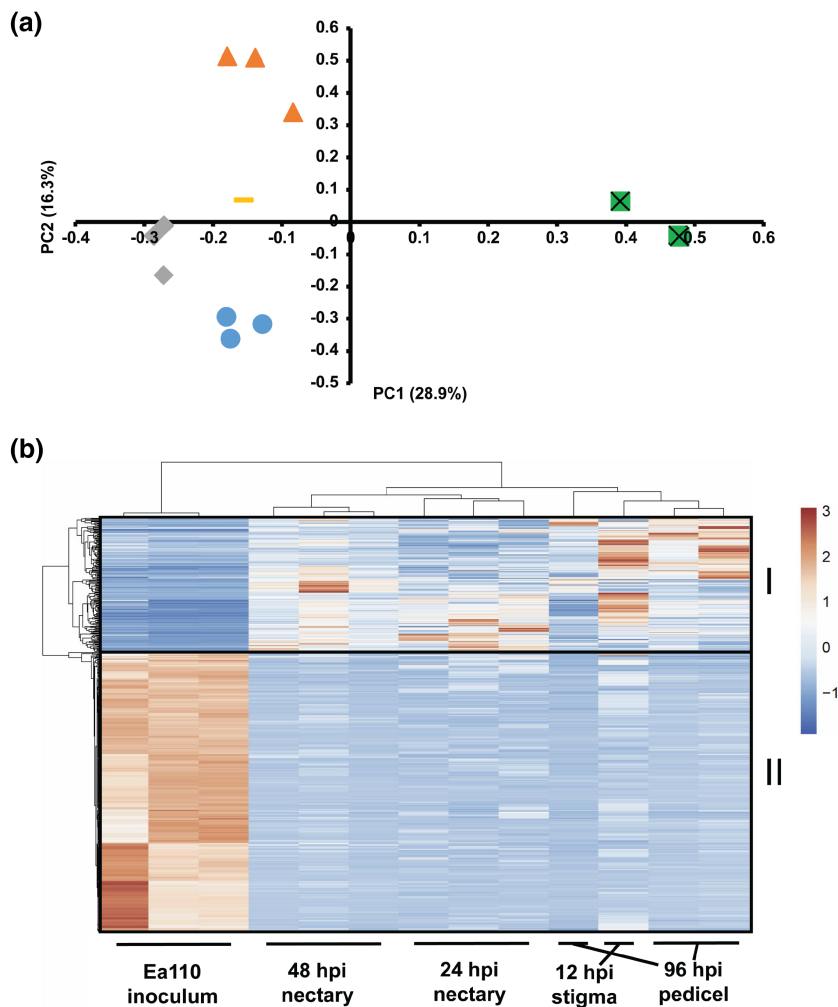 (a)
0.6
0.5
0.4
0.3
0.2
0.1
0
-0.1
-0.2
-0.3
-0.4
-0.5
-0.4
-0.3
-0.2
-0.1
0
0.1
0.2
0.3
0.4
0.5
0.6
PC2 (16.3%)
PC1 (28.9%)
(b)
3
2
1
0
−1
I
II
Ea110
inoculum
48 hpi
nectary
24 hpi
nectary
12 hpi
stigma
96 hpi
pedicel